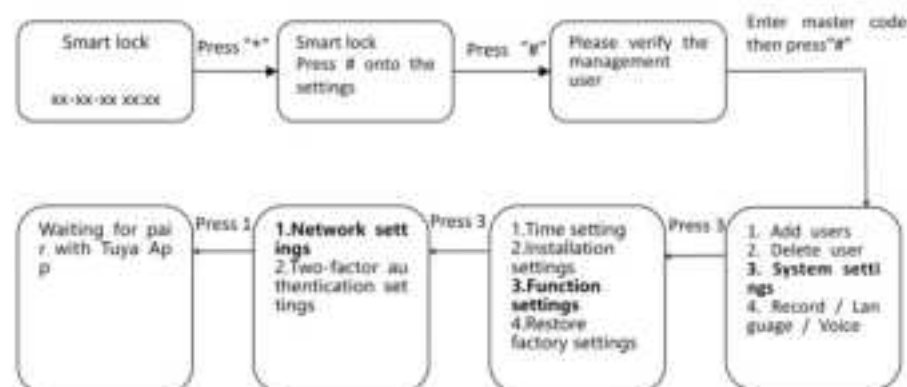 Smart lock
xx-xx-xx xx:xx
Press "*"
Smart lock
Press # onto the
settings
Press "#"
Please verify the
management
user
Enter master code
then press"#"
1. Add users
2. Delete user
3. System setti
ngs
4. Record / Lan
guage / Voice
Press 3
1.Time setting
2.Installation
settings
3.Function
settings
4.Restore
factory settings
Press 3
1.Network sett
ings
2.Two-factor au
thentication set
tings
Press 1
Waiting for pai
r with Tuya Ap
p